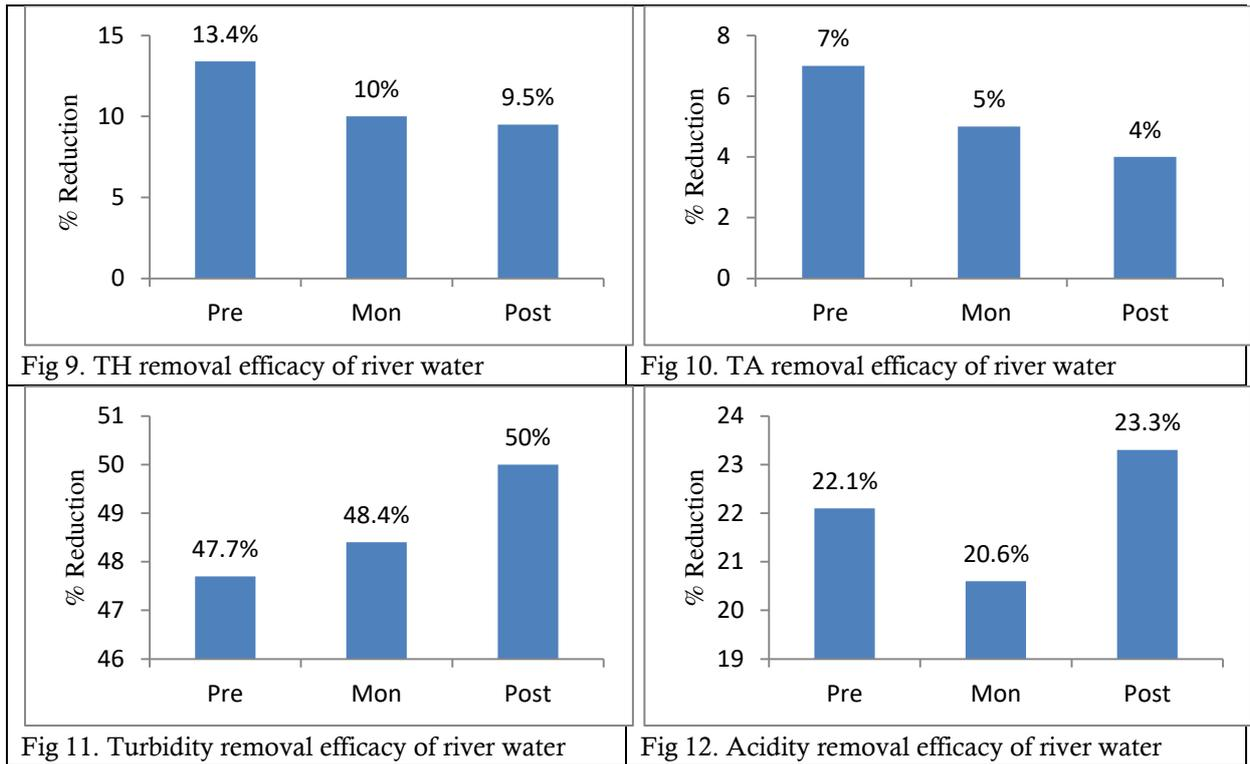 % Reduction
15
10
5
0
13.4%
10%
9.5%
Pre Mon Post
Fig 9. TH removal efficacy of river water
% Reduction
8
6
4
2
0
7%
5%
4%
Pre Mon Post
Fig 10. TA removal efficacy of river water
% Reduction
51
50
49
48
47
46
47.7%
48.4%
50%
Pre Mon Post
Fig 11. Turbidity removal efficacy of river water
% Reduction
24
23
22
21
20
19
22.1%
20.6%
23.3%
Pre Mon Post
Fig 12. Acidity removal efficacy of river water